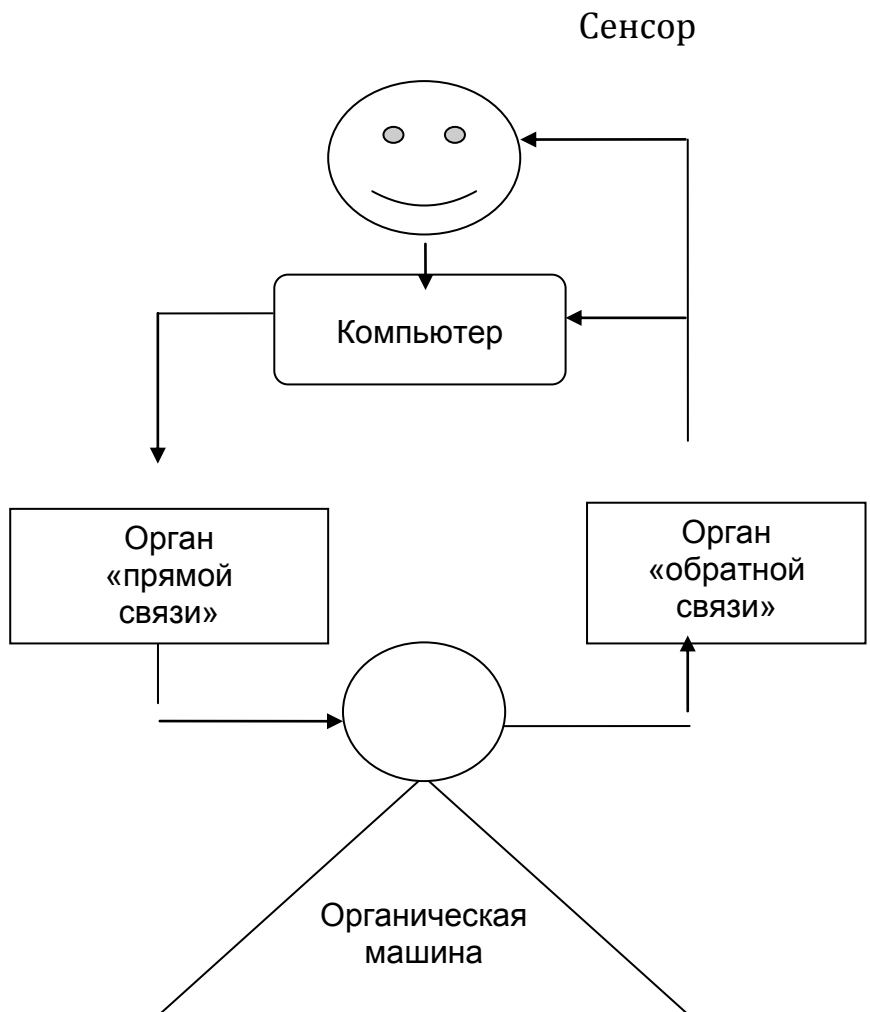 Сенсор
Компьютер
Орган
«прямой
связи»
Орган
«обратной
связи»
Органическая
машина